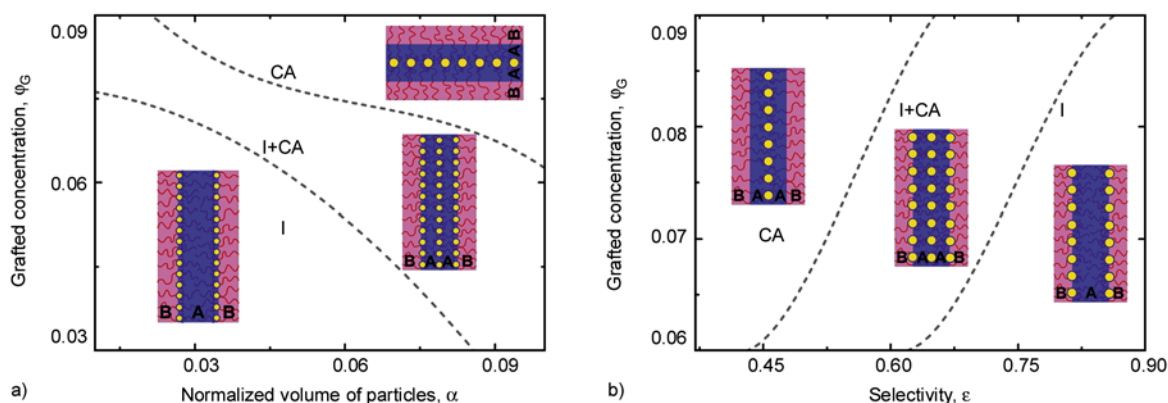 0.09
0.06
0.03
Grafted concentration, φG
CA
I+CA
I
B A B
B A A B
B A A B
0.03
0.06
0.09
Normalized volume of particles, α
a)
0.09
0.08
0.07
0.06
Grafted concentration, φG
CA
I+CA
I
B A A B
B A A B
B A B
0.45
0.60
0.75
0.90
Selectivity, ε
b)